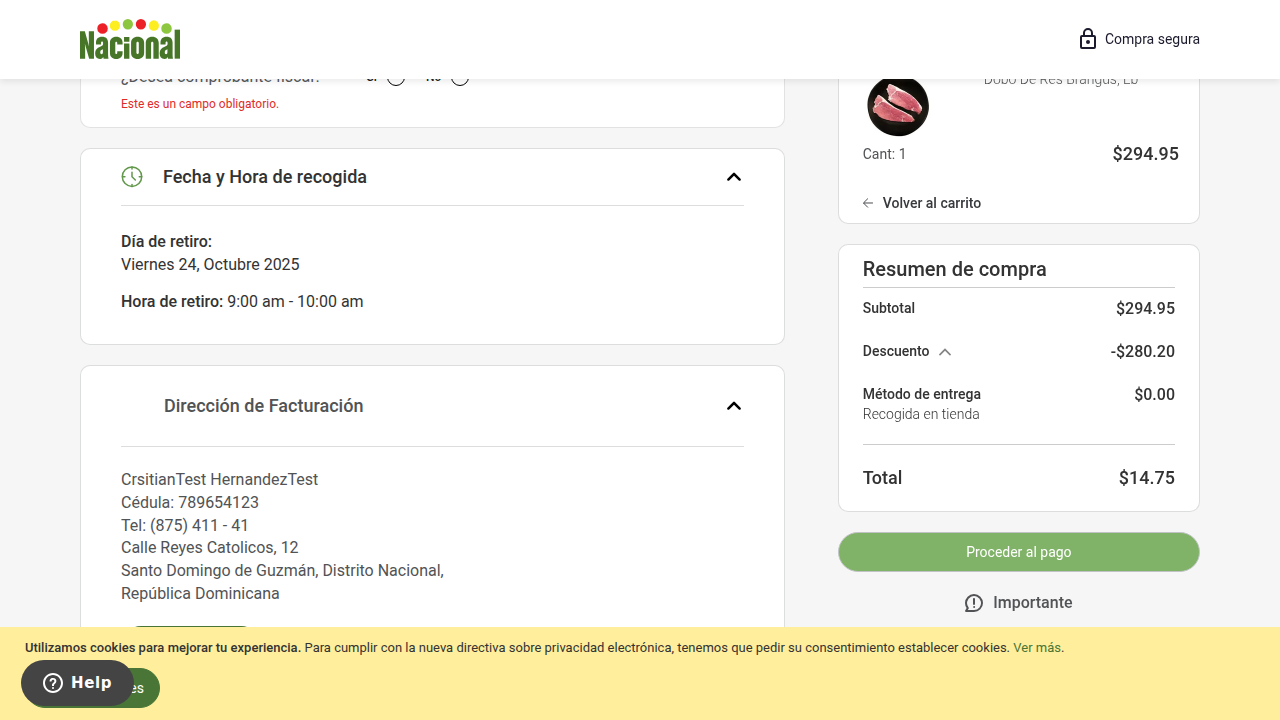 Nacional
Compra segura
¿Desea comprobante fiscal?
Sí
No
Este es un campo obligatorio.
Fecha y Hora de recogida
Día de retiro:
Viernes 24, Octubre 2025
Hora de retiro: 9:00 am - 10:00 am
Dirección de Facturación
CrsitianTest HernandezTest
Cédula: 789654123
Tel: (875) 411 - 41
Calle Reyes Catolicos, 12
Santo Domingo de Guzmán, Distrito Nacional,
República Dominicana
Bobo De Res Brangus, Lb
Cant: 1
$294.95
Volver al carrito
Resumen de compra
Subtotal $294.95
Descuento -$280.20
Método de entrega $0.00
Recogida en tienda
Total $14.75
Proceder al pago
Importante
Utilizamos cookies para mejorar tu experiencia. Para cumplir con la nueva directiva sobre privacidad electrónica, tenemos que pedir su consentimiento establecer cookies. Ver más.
Help
es